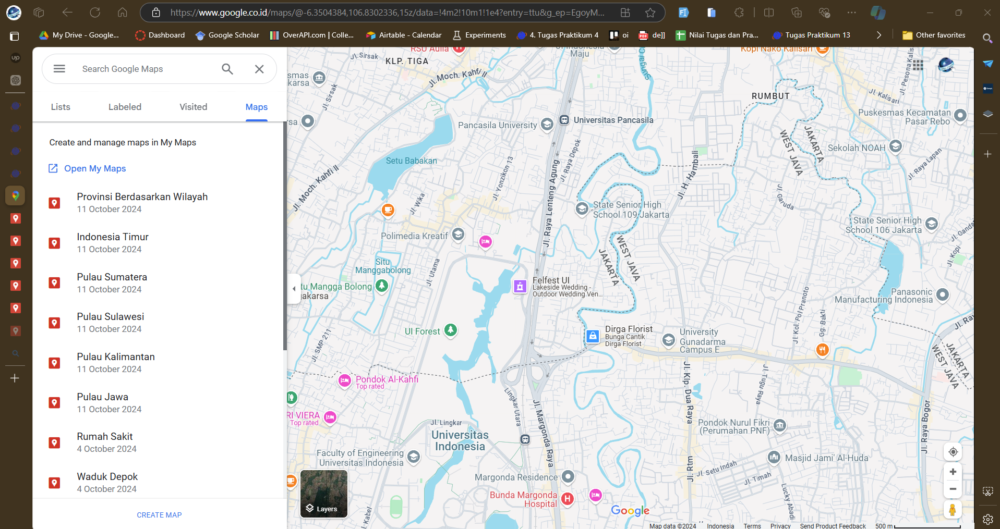 https://www.google.co.id/maps/@-6.3504384,106.8302336,15z/data=!4m2!10m1!1e4?entry=ttu&g_ep=EgoyM...
My Drive - Google...
Dashboard
Google Scholar
OverAPI.com | Colle...
Airtable - Calendar
Experiments
4. Tugas Praktikum 4
oi
de]]
Nilai Tugas dan Pra...
Tugas Praktikum 13
Other favorites
Search Google Maps
Lists
Labeled
Visited
Maps
Create and manage maps in My Maps
Open My Maps
Provinsi Berdasarkan Wilayah
11 October 2024
Indonesia Timur
11 October 2024
Pulau Sumatera
11 October 2024
Pulau Sulawesi
11 October 2024
Pulau Kalimantan
11 October 2024
Pulau Jawa
11 October 2024
Rumah Sakit
4 October 2024
Waduk Depok
4 October 2024
CREATE MAP
RSU Aulia
Jl. Sirsak
KLP. TIGA
Maju
Kopi Nako Kalisari
smas
karsa
Jl. Moch. Kahfi II
Jl. Sirsak
Sungai C
Jl. Pesona Kalis
RUMBUT
Jl. Kalisari
Puskesmas Kecamatan
Pasar Rebo
rsa
Pancasila University
Universitas Pancasila
JAKARTA
WEST JAVA
Sekolah NOAH
Jl. Raya Lapan
Setu Babakan
Jl. Moch. Kahfi II
Jl. Yonzikon 13
Jl. Raya Depok
Jl. Raya Lenteng Agung
Jl. H. Hambali
Jl. Wika
Jl. Garuda
State Senior High
School 109 Jakarta
State Senior High
School 106 Jakarta
Jl. Ganda
Polimedia Kreatif
WEST JAVA
JAKARTA
Jl. Kopi
Situ
Manggabolong
Jl. Utama
tu Mangga Bolong
jakarsa
Felfest UI
Lakeside Wedding -
Outdoor Wedding Ven...
Panasonic
Manufacturing Indonesia
Jl. Kol. Pol Pranoto
Gg. Bakti
Jl. Ra
UI Forest
Jl. SMP 211
Dirga Florist
Bunga Cantik
Dirga Florist
University
Gunadarma
Campus E
JAKARTA
WEST JAVA
Pondok Al-Kahfi
Top rated
Jl. Klp. Dua Raya
Jl. Tugu Raya
Lingkar Utara
Jl. Margonda Raya
RI VIERA
Top rated
Jl. Lingkar
Universitas
Indonesia
Pondok Nurul Fikri
(Perumahan PNF)
Jl. Raya Bogor
Faculty of Engineering
Universitas Indonesia
Masjid Jami' Al-Huda
Jl. Rtm
Jl. Setu Indah
Jl. Timah
Margonda Residence
Bunda Margonda
Hospital
Lucky Abadi
Kabel
Layers
Google
Map data ©2024
Indonesia
Terms
Privacy
Send Product Feedback
500 m